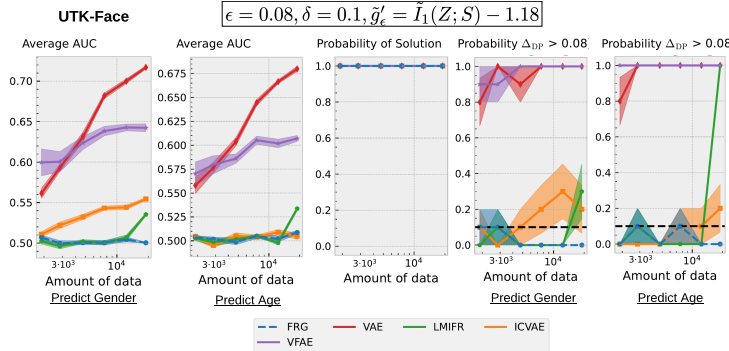 UTK-Face
ϵ = 0.08, δ = 0.1, g̃′_ϵ = Ĩ₁(Z; S) − 1.18
Average AUC
0.70
0.65
0.60
0.55
0.50
3·10³
10⁴
Amount of data
Predict Gender
Average AUC
0.675
0.650
0.625
0.600
0.575
0.550
0.525
0.500
3·10³
10⁴
Amount of data
Predict Age
Probability of Solution
1.0
0.8
0.6
0.4
0.2
0.0
3·10³
10⁴
Amount of data
Probability Δ_DP > 0.08
1.0
0.8
0.6
0.4
0.2
0.0
3·10³
10⁴
Amount of data
Predict Gender
Probability Δ_DP > 0.08
1.0
0.8
0.6
0.4
0.2
0.0
3·10³
10⁴
Amount of data
Predict Age
FRG
VAE
LMIFR
ICVAE
VFAE